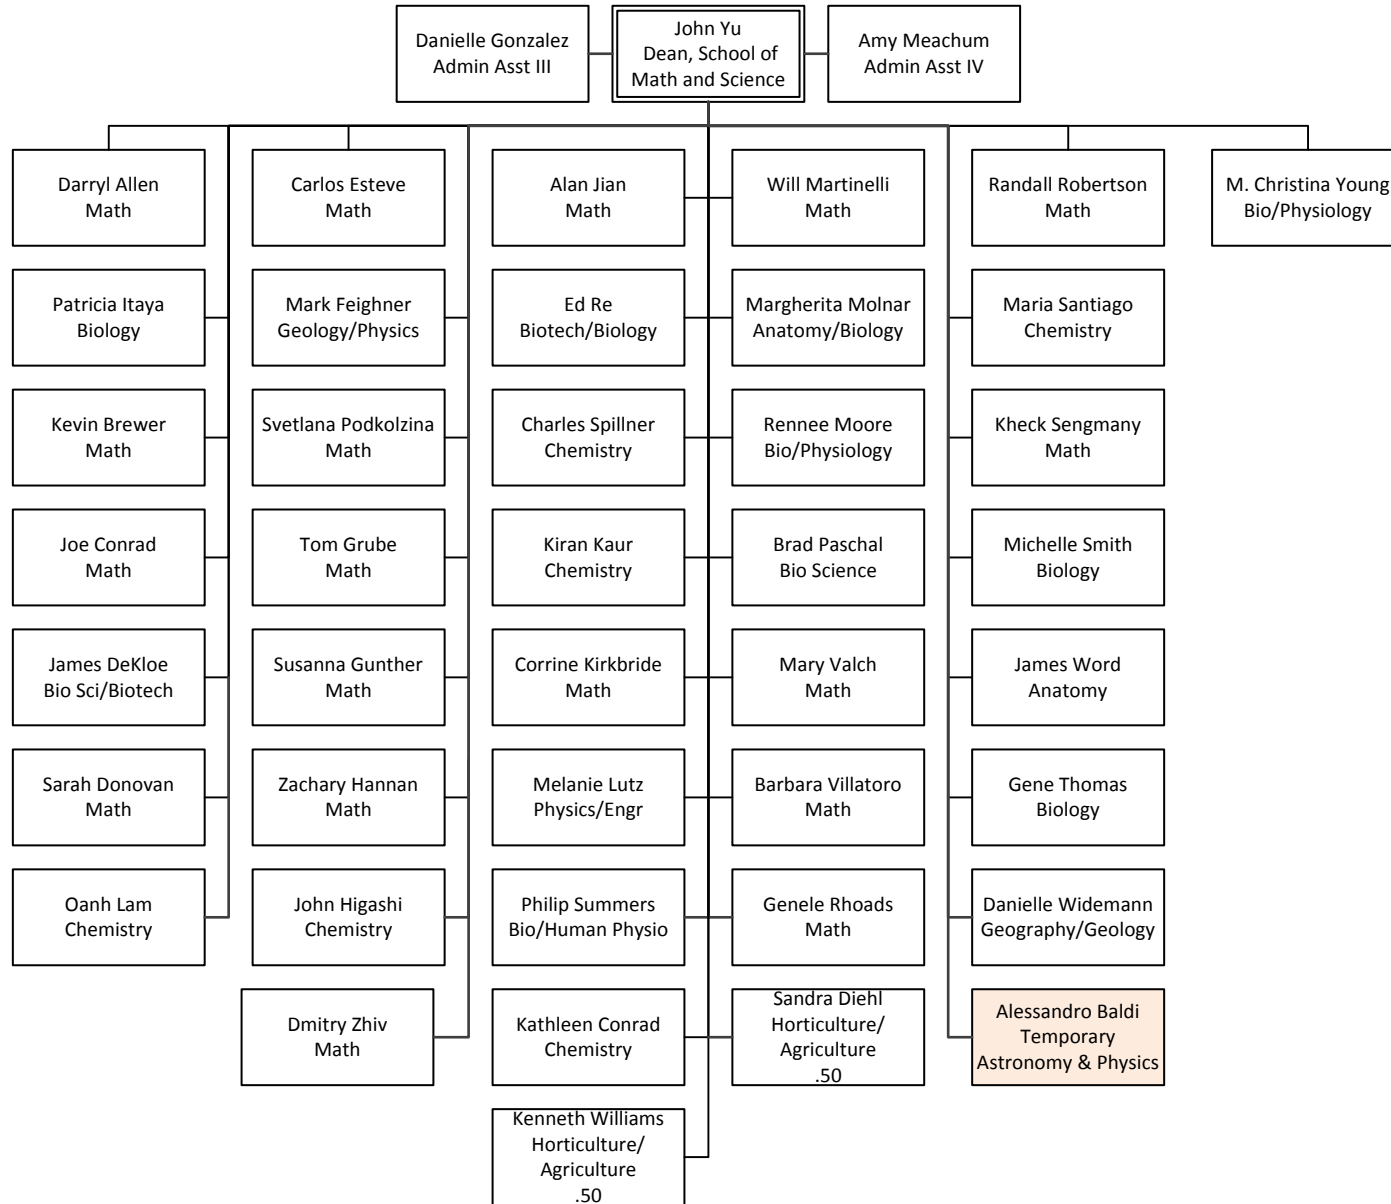 Danielle Gonzalez
Admin Asst III
John Yu
Dean, School of
Math and Science
Amy Meachum
Admin Asst IV
Darryl Allen
Math
Carlos Esteve
Math
Alan Jian
Math
Will Martinelli
Math
Randall Robertson
Math
M. Christina Young
Bio/Physiology
Patricia Itaya
Biology
Mark Feighner
Geology/Physics
Ed Re
Biotech/Biology
Margherita Molnar
Anatomy/Biology
Maria Santiago
Chemistry
Kevin Brewer
Math
Svetlana Podkolzina
Math
Charles Spillner
Chemistry
Rennee Moore
Bio/Physiology
Kheck Sengmany
Math
Joe Conrad
Math
Tom Grube
Math
Kiran Kaur
Chemistry
Brad Paschal
Bio Science
Michelle Smith
Biology
James DeKloe
Bio Sci/Biotech
Susanna Gunther
Math
Corrine Kirkbride
Math
Mary Valch
Math
James Word
Anatomy
Sarah Donovan
Math
Zachary Hannan
Math
Melanie Lutz
Physics/Engr
Barbara Villatoro
Math
Gene Thomas
Biology
Oanh Lam
Chemistry
John Higashi
Chemistry
Philip Summers
Bio/Human Physio
Genele Rhoads
Math
Danielle Widemann
Geography/Geology
Dmitry Zhiv
Math
Kathleen Conrad
Chemistry
Sandra Diehl
Horticulture/
Agriculture
.50
Alessandro Baldi
Temporary
Astronomy & Physics
Kenneth Williams
Horticulture/
Agriculture
.50